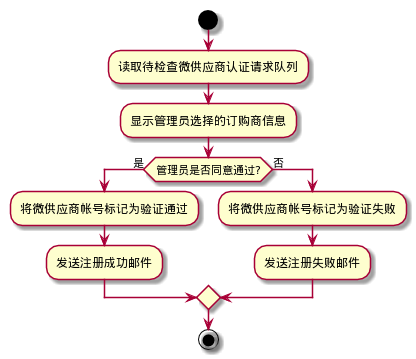 读取待检查微供应商认证请求队列
显示管理员选择的订购商信息
管理员是否同意通过?
是
否
将微供应商帐号标记为验证通过
将微供应商帐号标记为验证失败
发送注册成功邮件
发送注册失败邮件